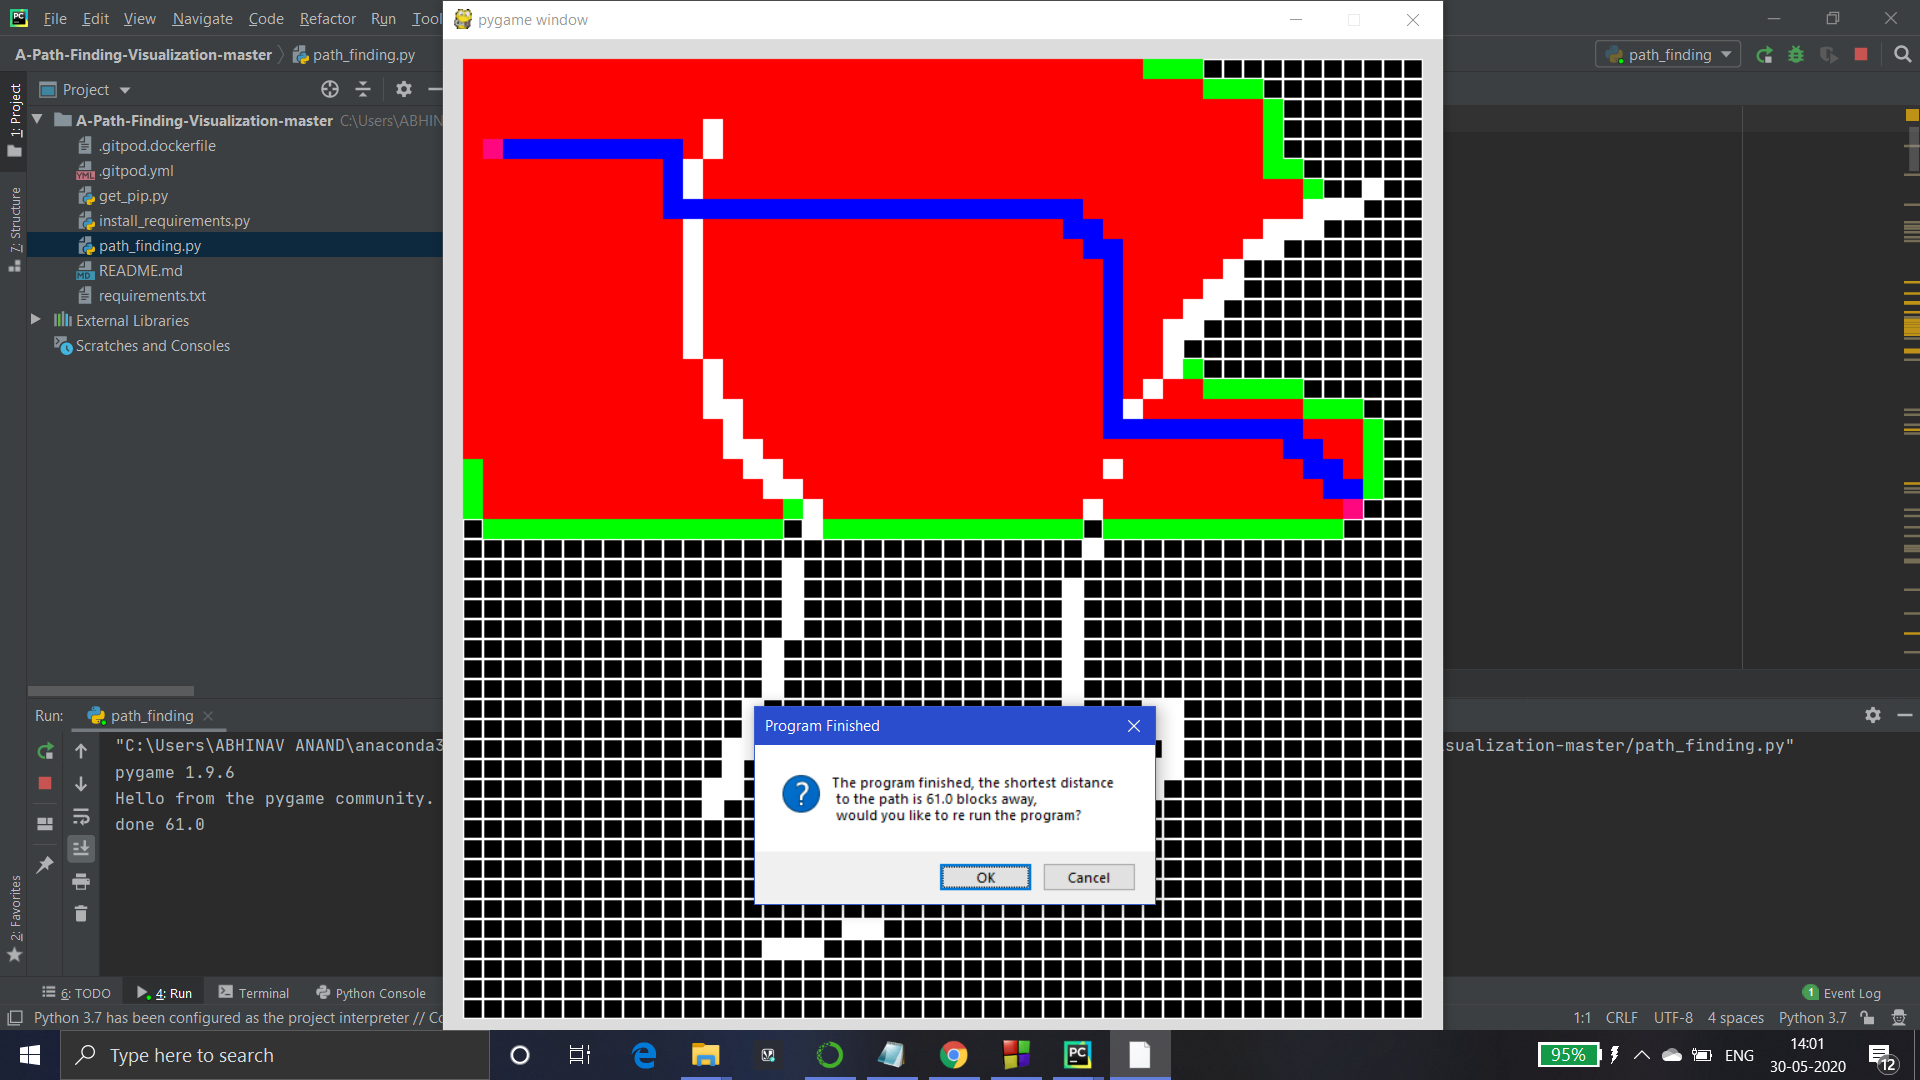 PC File Edit View Navigate Code Refactor Run Tool
pygame window
A-Path-Finding-Visualization-master path_finding.py
path_finding
Project
1: Project
7: Structure
2: Favorites
A-Path-Finding-Visualization-master C:\Users\ABHIN
.gitpod.dockerfile
.gitpod.yml
get_pip.py
install_requirements.py
path_finding.py
README.md
requirements.txt
External Libraries
Scratches and Consoles
Run: path_finding
"C:\Users\ABHINAV ANAND\anaconda3
sualization-master/path_finding.py"
pygame 1.9.6
Hello from the pygame community.
done 61.0
Program Finished
The program finished, the shortest distance
to the path is 61.0 blocks away,
would you like to re run the program?
OK Cancel
6: TODO 4: Run Terminal Python Console
1 Event Log
Python 3.7 has been configured as the project interpreter // Co
1:1 CRLF UTF-8 4 spaces Python 3.7
Type here to search
PC
95% ENG
14:01
30-05-2020
12